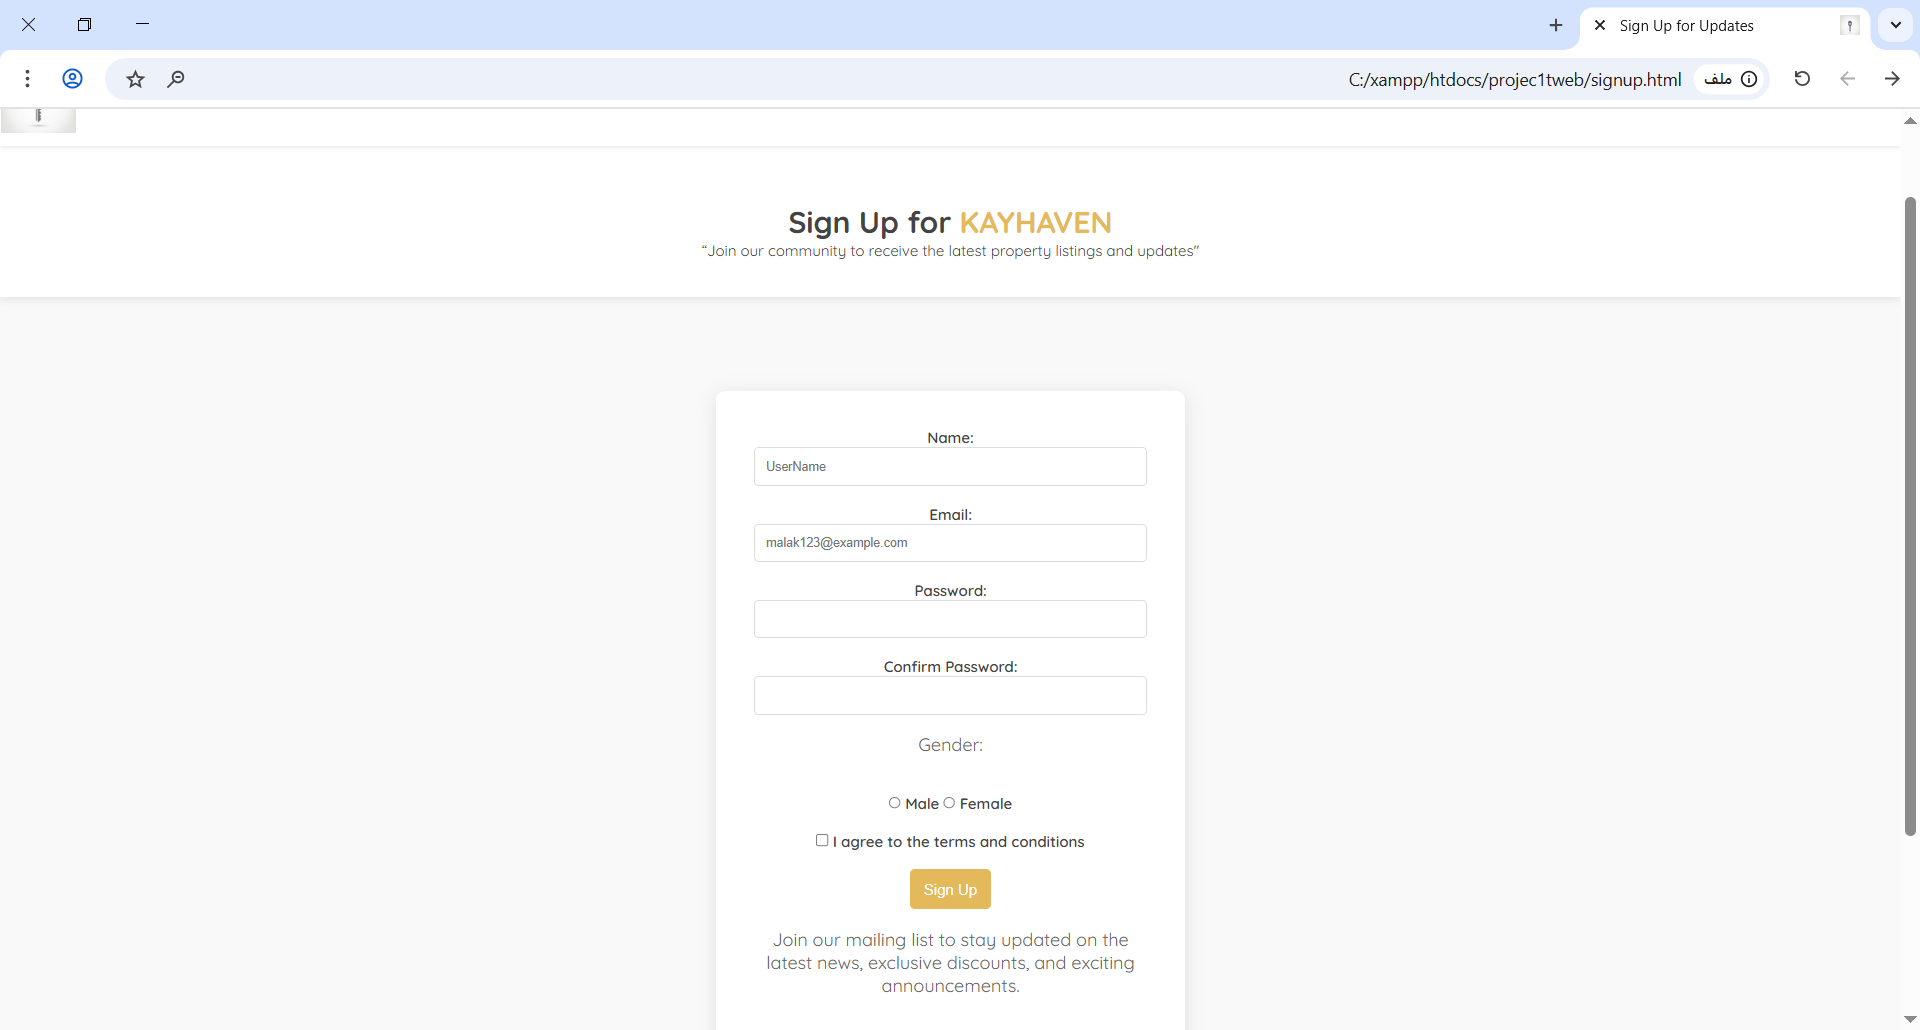 Sign Up for Updates
C:/xampp/htdocs/projec1tweb/signup.html
ملف
Sign Up for KAYHAVEN
“Join our community to receive the latest property listings and updates"
Name:
UserName
Email:
malak123@example.com
Password:
Confirm Password:
Gender:
Male Female
I agree to the terms and conditions
Sign Up
Join our mailing list to stay updated on the
latest news, exclusive discounts, and exciting
announcements.